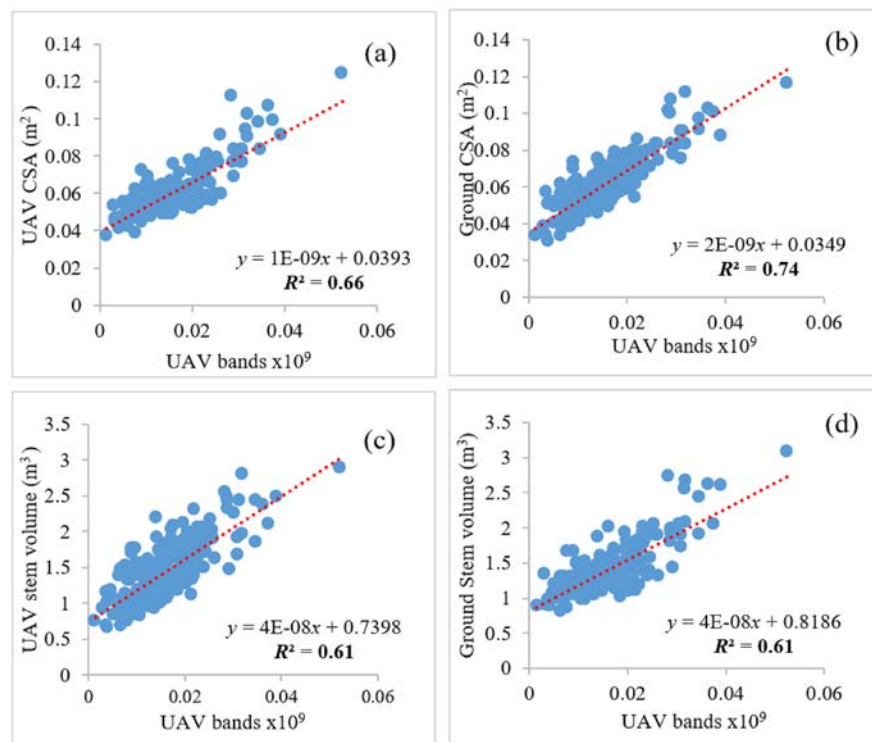 (a)
UAV CSA (m²)
0.14
0.12
0.1
0.08
0.06
0.04
0.02
0
y = 1E-09x + 0.0393
R² = 0.66
0 0.02 0.04 0.06
UAV bands x10⁹
(b)
Ground CSA (m²)
0.14
0.12
0.1
0.08
0.06
0.04
0.02
0
y = 2E-09x + 0.0349
R² = 0.74
0 0.02 0.04 0.06
UAV bands x10⁹
(c)
UAV stem volume (m³)
3.5
3
2.5
2
1.5
1
0.5
0
y = 4E-08x + 0.7398
R² = 0.61
0 0.02 0.04 0.06
UAV bands x10⁹
(d)
Ground Stem volume (m³)
3.5
3
2.5
2
1.5
1
0.5
0
y = 4E-08x + 0.8186
R² = 0.61
0 0.02 0.04 0.06
UAV bands x10⁹